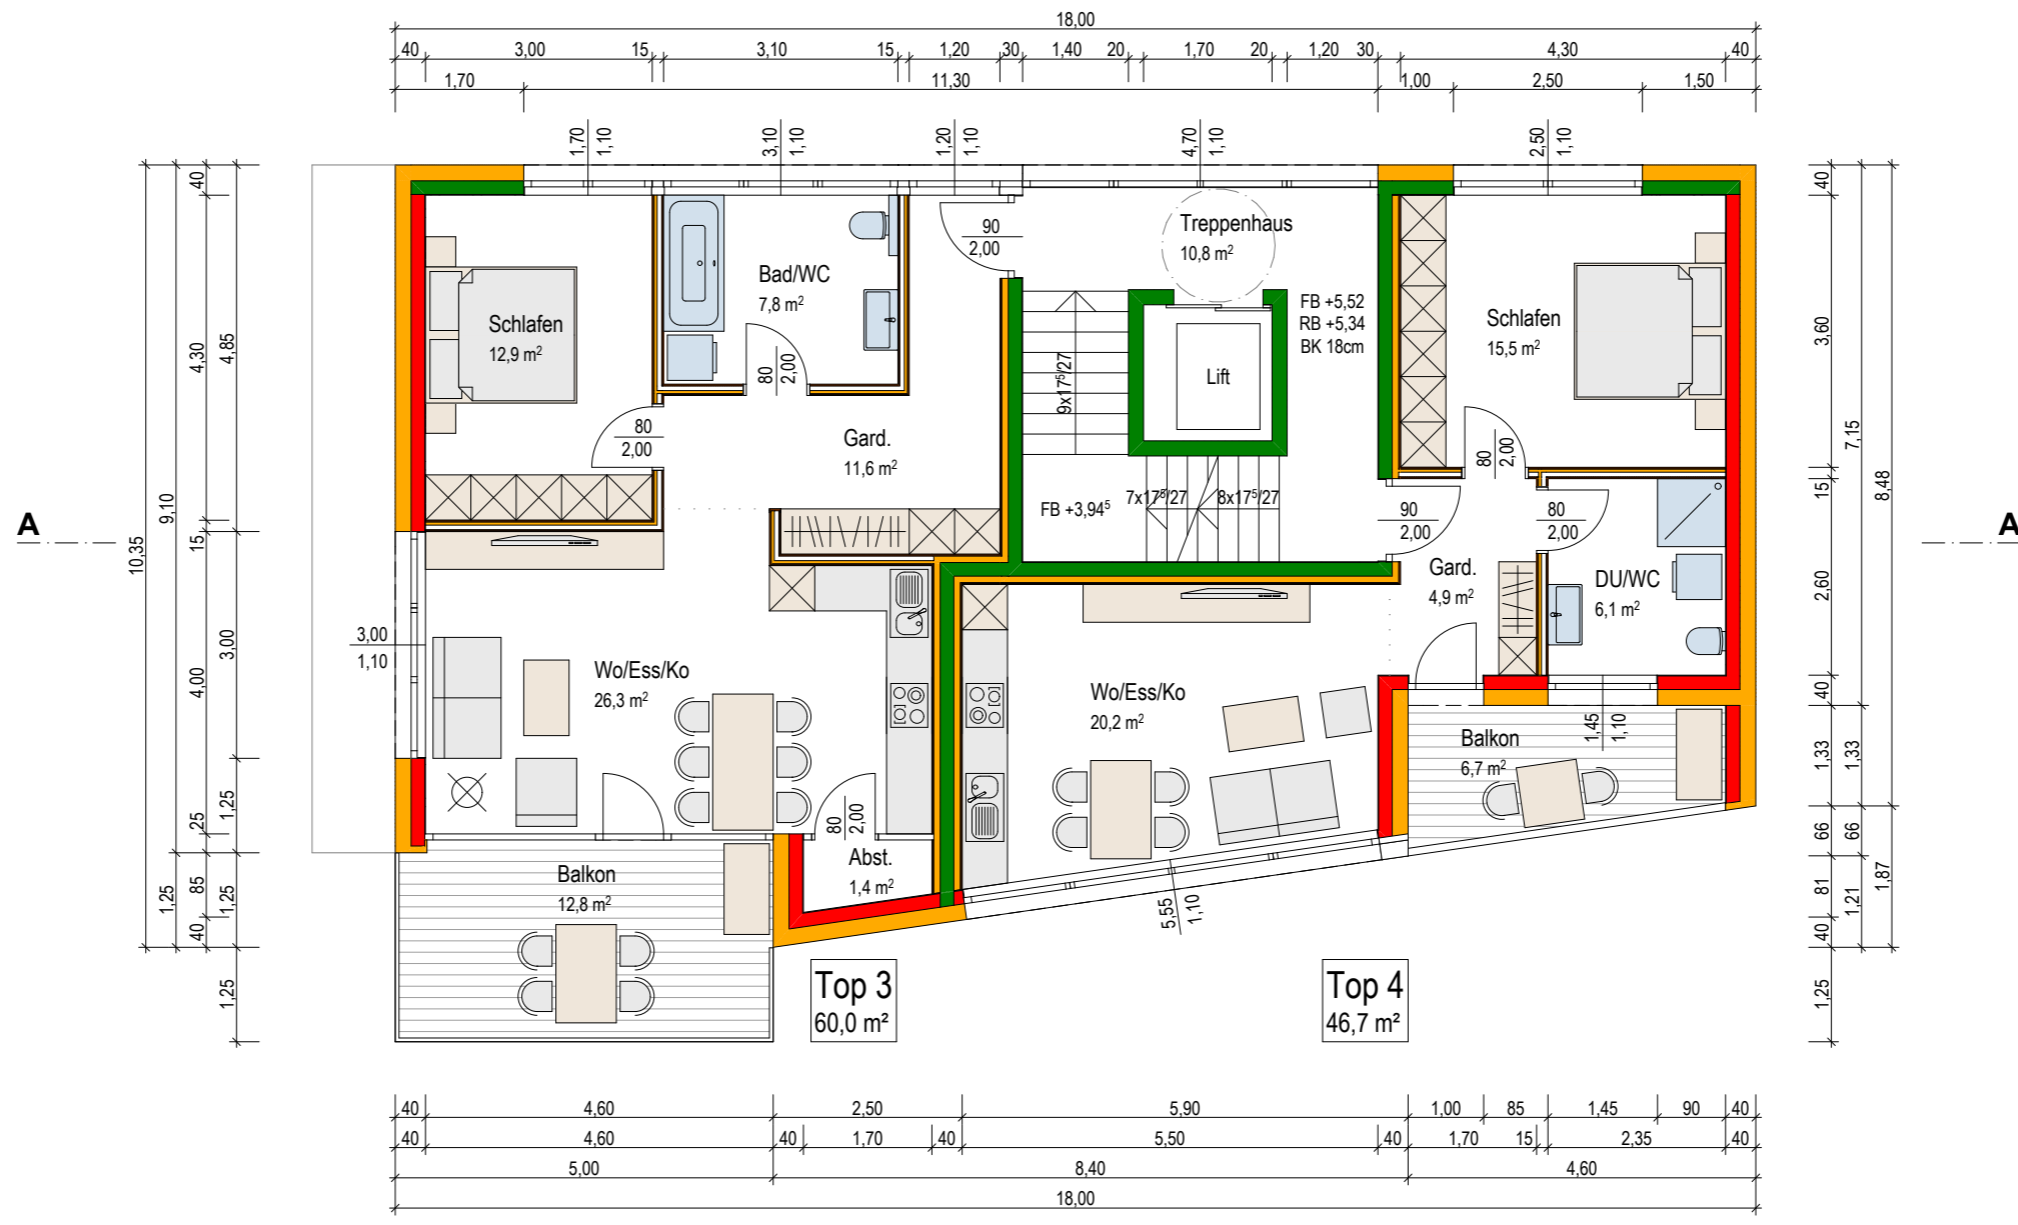 18,00
40 3,00 15 3,10 15 1,20 30 1,40 20 1,70 20 1,20 30 4,30 40
1,70 11,30 1,00 2,50 1,50
1,70
1,10
3,10
1,10
1,20
1,10
4,70
1,10
2,50
1,10
10,35
9,10
1,25
40
4,30
15
4,00
25
85
40
4,85
3,00
1,25
1,25
1,25
A
3,00
1,10
Schlafen
12,9 m²
Bad/WC
7,8 m²
80
2,00
80
2,00
Gard.
11,6 m²
90
2,00
Treppenhaus
10,8 m²
FB +5,52
RB +5,34
BK 18cm
Lift
9x17⁵/27
FB +3,94⁵
7x17⁵/27
8x17⁵/27
Schlafen
15,5 m²
80
2,00
90
2,00
80
2,00
Gard.
4,9 m²
DU/WC
6,1 m²
Wo/Ess/Ko
26,3 m²
Wo/Ess/Ko
20,2 m²
Balkon
6,7 m²
1,45
1,10
80
2,00
Abst.
1,4 m²
Balkon
12,8 m²
5,55
1,10
Top 3
60,0 m²
Top 4
46,7 m²
A
40
3,60
15
2,60
40
1,33
66
81
40
1,25
7,15
1,33
66
1,21
8,48
1,87
40 4,60 2,50 5,90 1,00 85 1,45 90 40
40 4,60 40 1,70 40 5,50 40 1,70 15 2,35 40
5,00 8,40 4,60
18,00